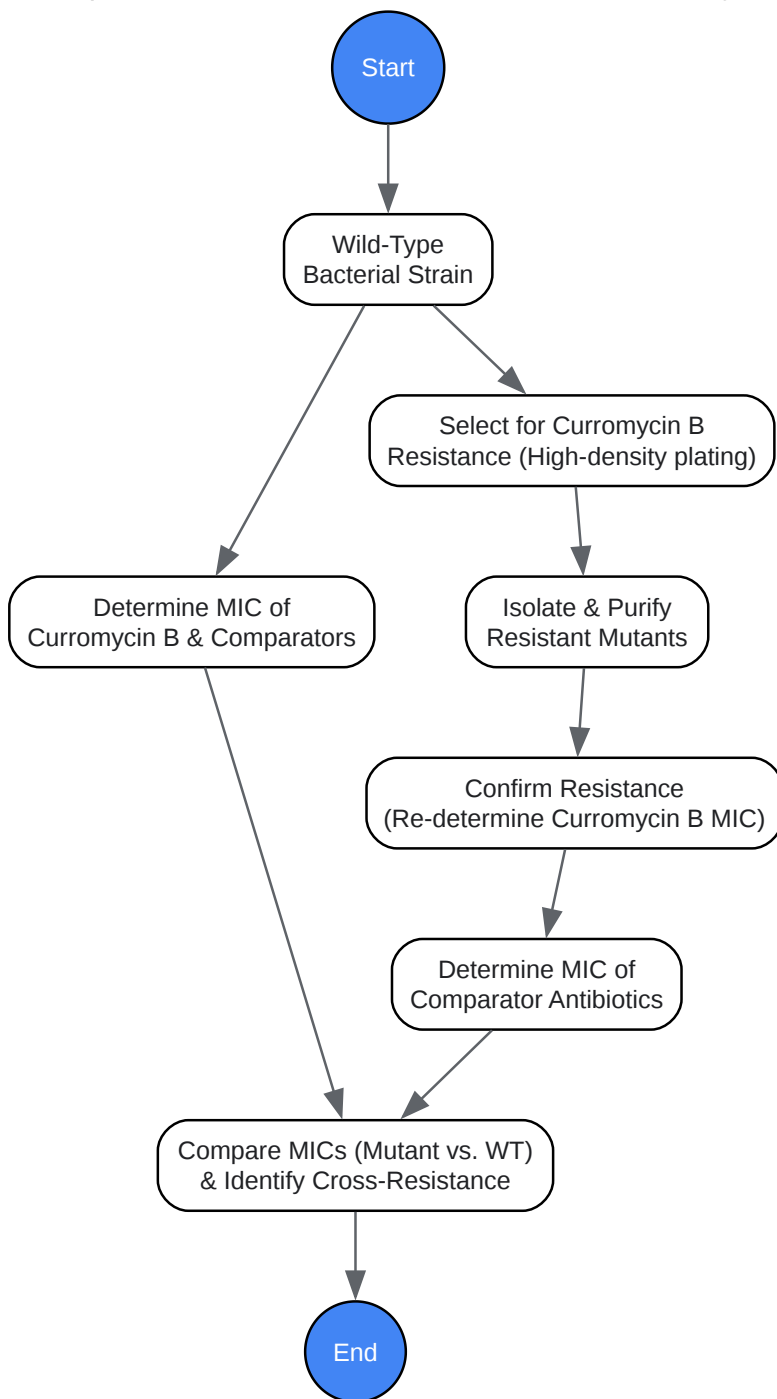 Start
Wild-Type
Bacterial Strain
Select for Curromycin B
Resistance (High-density plating)
Determine MIC of
Curromycin B & Comparators
Isolate & Purify
Resistant Mutants
Confirm Resistance
(Re-determine Curromycin B MIC)
Determine MIC of
Comparator Antibiotics
Compare MICs (Mutant vs. WT)
& Identify Cross-Resistance
End